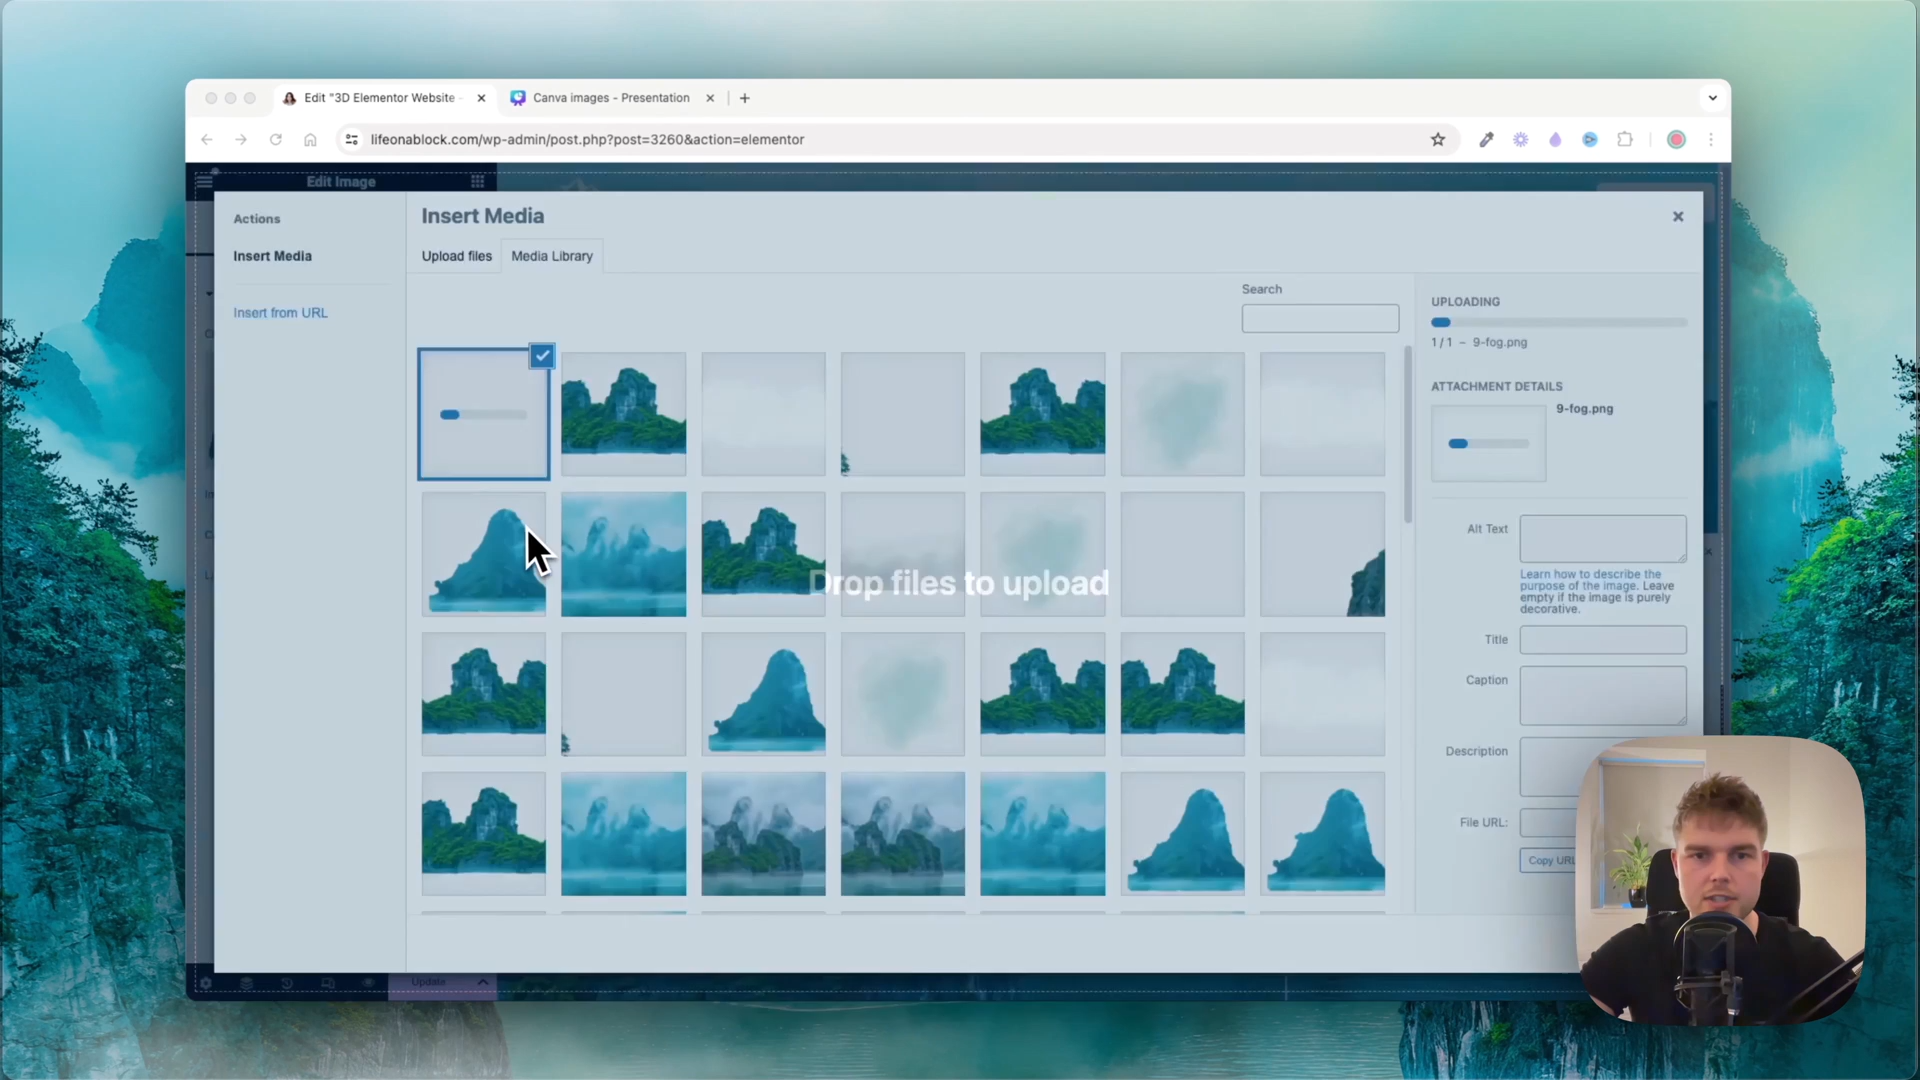 Edit "3D Elementor Website -
Canva images - Presentation
lifeonablock.com/wp-admin/post.php?post=3260&action=elementor
Edit Image
Actions
Insert Media
Insert from URL
Insert Media
Upload files
Media Library
Search
UPLOADING
1 / 1 – 9-fog.png
ATTACHMENT DETAILS
9-fog.png
Drop files to upload
Alt Text
Learn how to describe the
purpose of the image. Leave
empty if the image is purely
decorative.
Title
Caption
Description
File URL:
Copy URL
Update